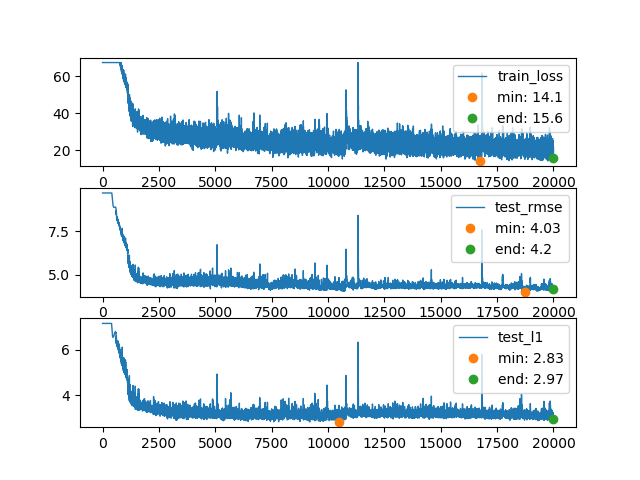 60
40
20
train_loss
min: 14.1
end: 15.6
0 2500 5000 7500 10000 12500 15000 17500 20000
7.5
5.0
test_rmse
min: 4.03
end: 4.2
0 2500 5000 7500 10000 12500 15000 17500 20000
6
4
test_l1
min: 2.83
end: 2.97
0 2500 5000 7500 10000 12500 15000 17500 20000